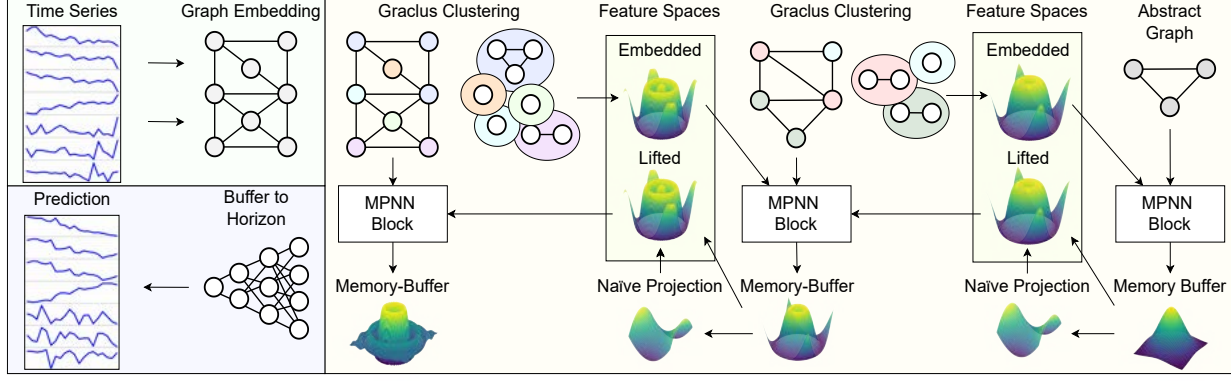 Time Series
Graph Embedding
Graclus Clustering
Feature Spaces
Graclus Clustering
Feature Spaces
Abstract
Graph
Embedded
Embedded
Lifted
Lifted
MPNN
Block
MPNN
Block
MPNN
Block
Prediction
Buffer to
Horizon
Memory-Buffer
Naïve Projection
Memory-Buffer
Naïve Projection
Memory Buffer